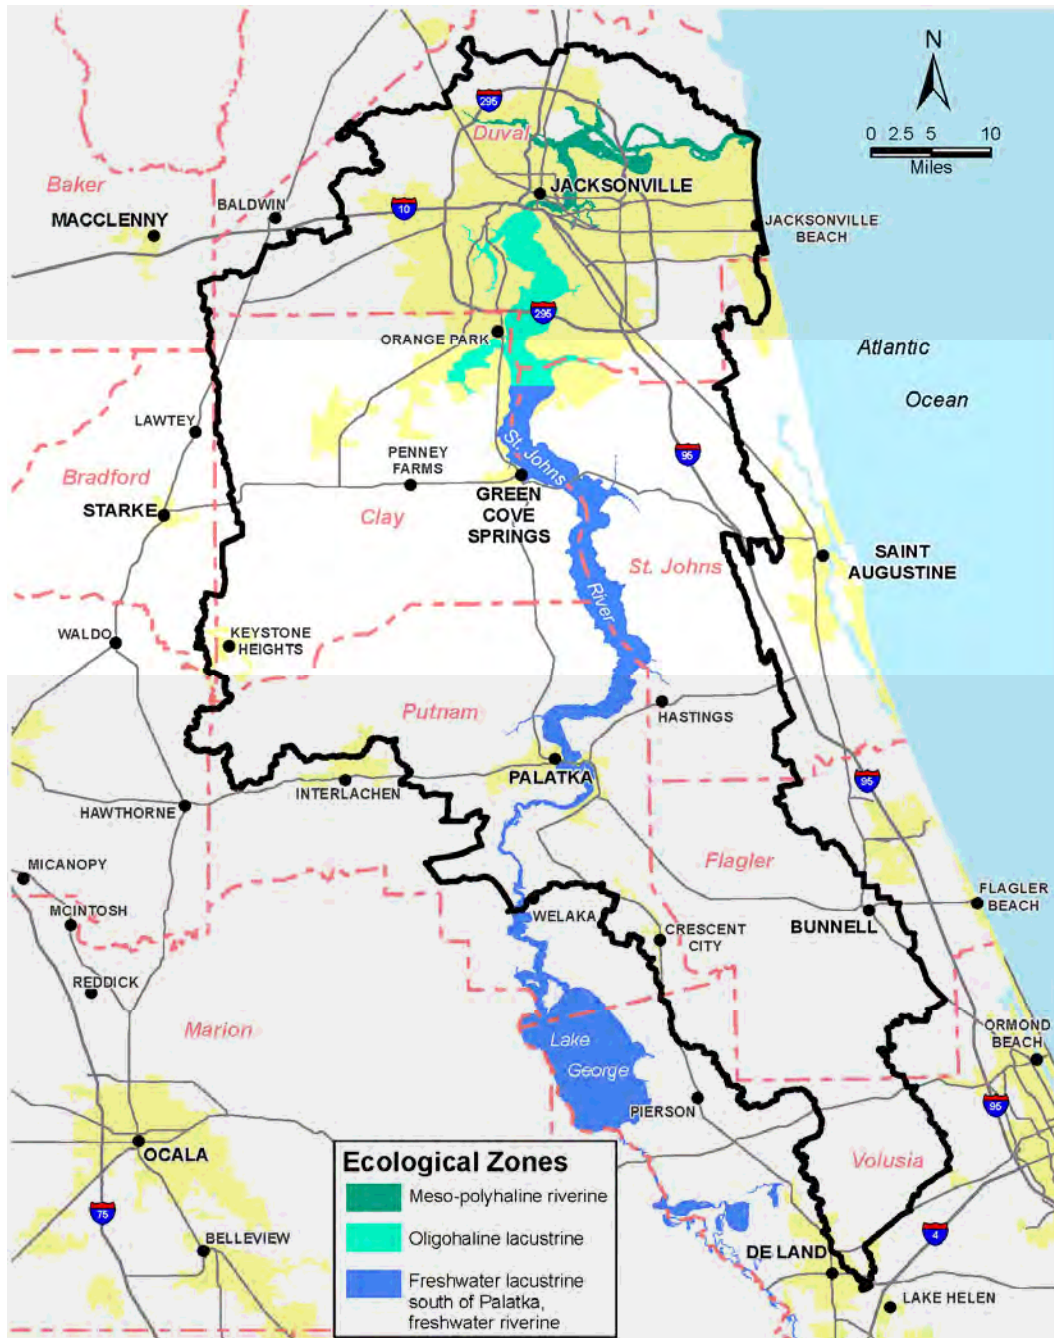 N
0 2.5 5 10
Miles
295
Duval
Baker
MACCLENNY
BALDWIN
10
JACKSONVILLE
JACKSONVILLE
BEACH
295
ORANGE PARK
Atlantic
Ocean
LAWTEY
Bradford
STARKE
PENNEY
FARMS
St. Johns
95
GREEN
COVE
SPRINGS
Clay
SAINT
AUGUSTINE
St. Johns
River
WALDO
KEYSTONE
HEIGHTS
Putnam
HASTINGS
PALATKA
95
INTERLACHEN
HAWTHORNE
MICANOPY
Flagler
FLAGLER
BEACH
MCINTOSH
WELAKA
CRESCENT
CITY
BUNNELL
REDDICK
Marion
Lake
George
ORMOND
BEACH
PIERSON
95
OCALA
Volusia
75
BELLEVIEW
DE LAND
4
LAKE HELEN
Ecological Zones
Meso-polyhaline riverine
Oligohaline lacustrine
Freshwater lacustrine
south of Palatka,
freshwater riverine